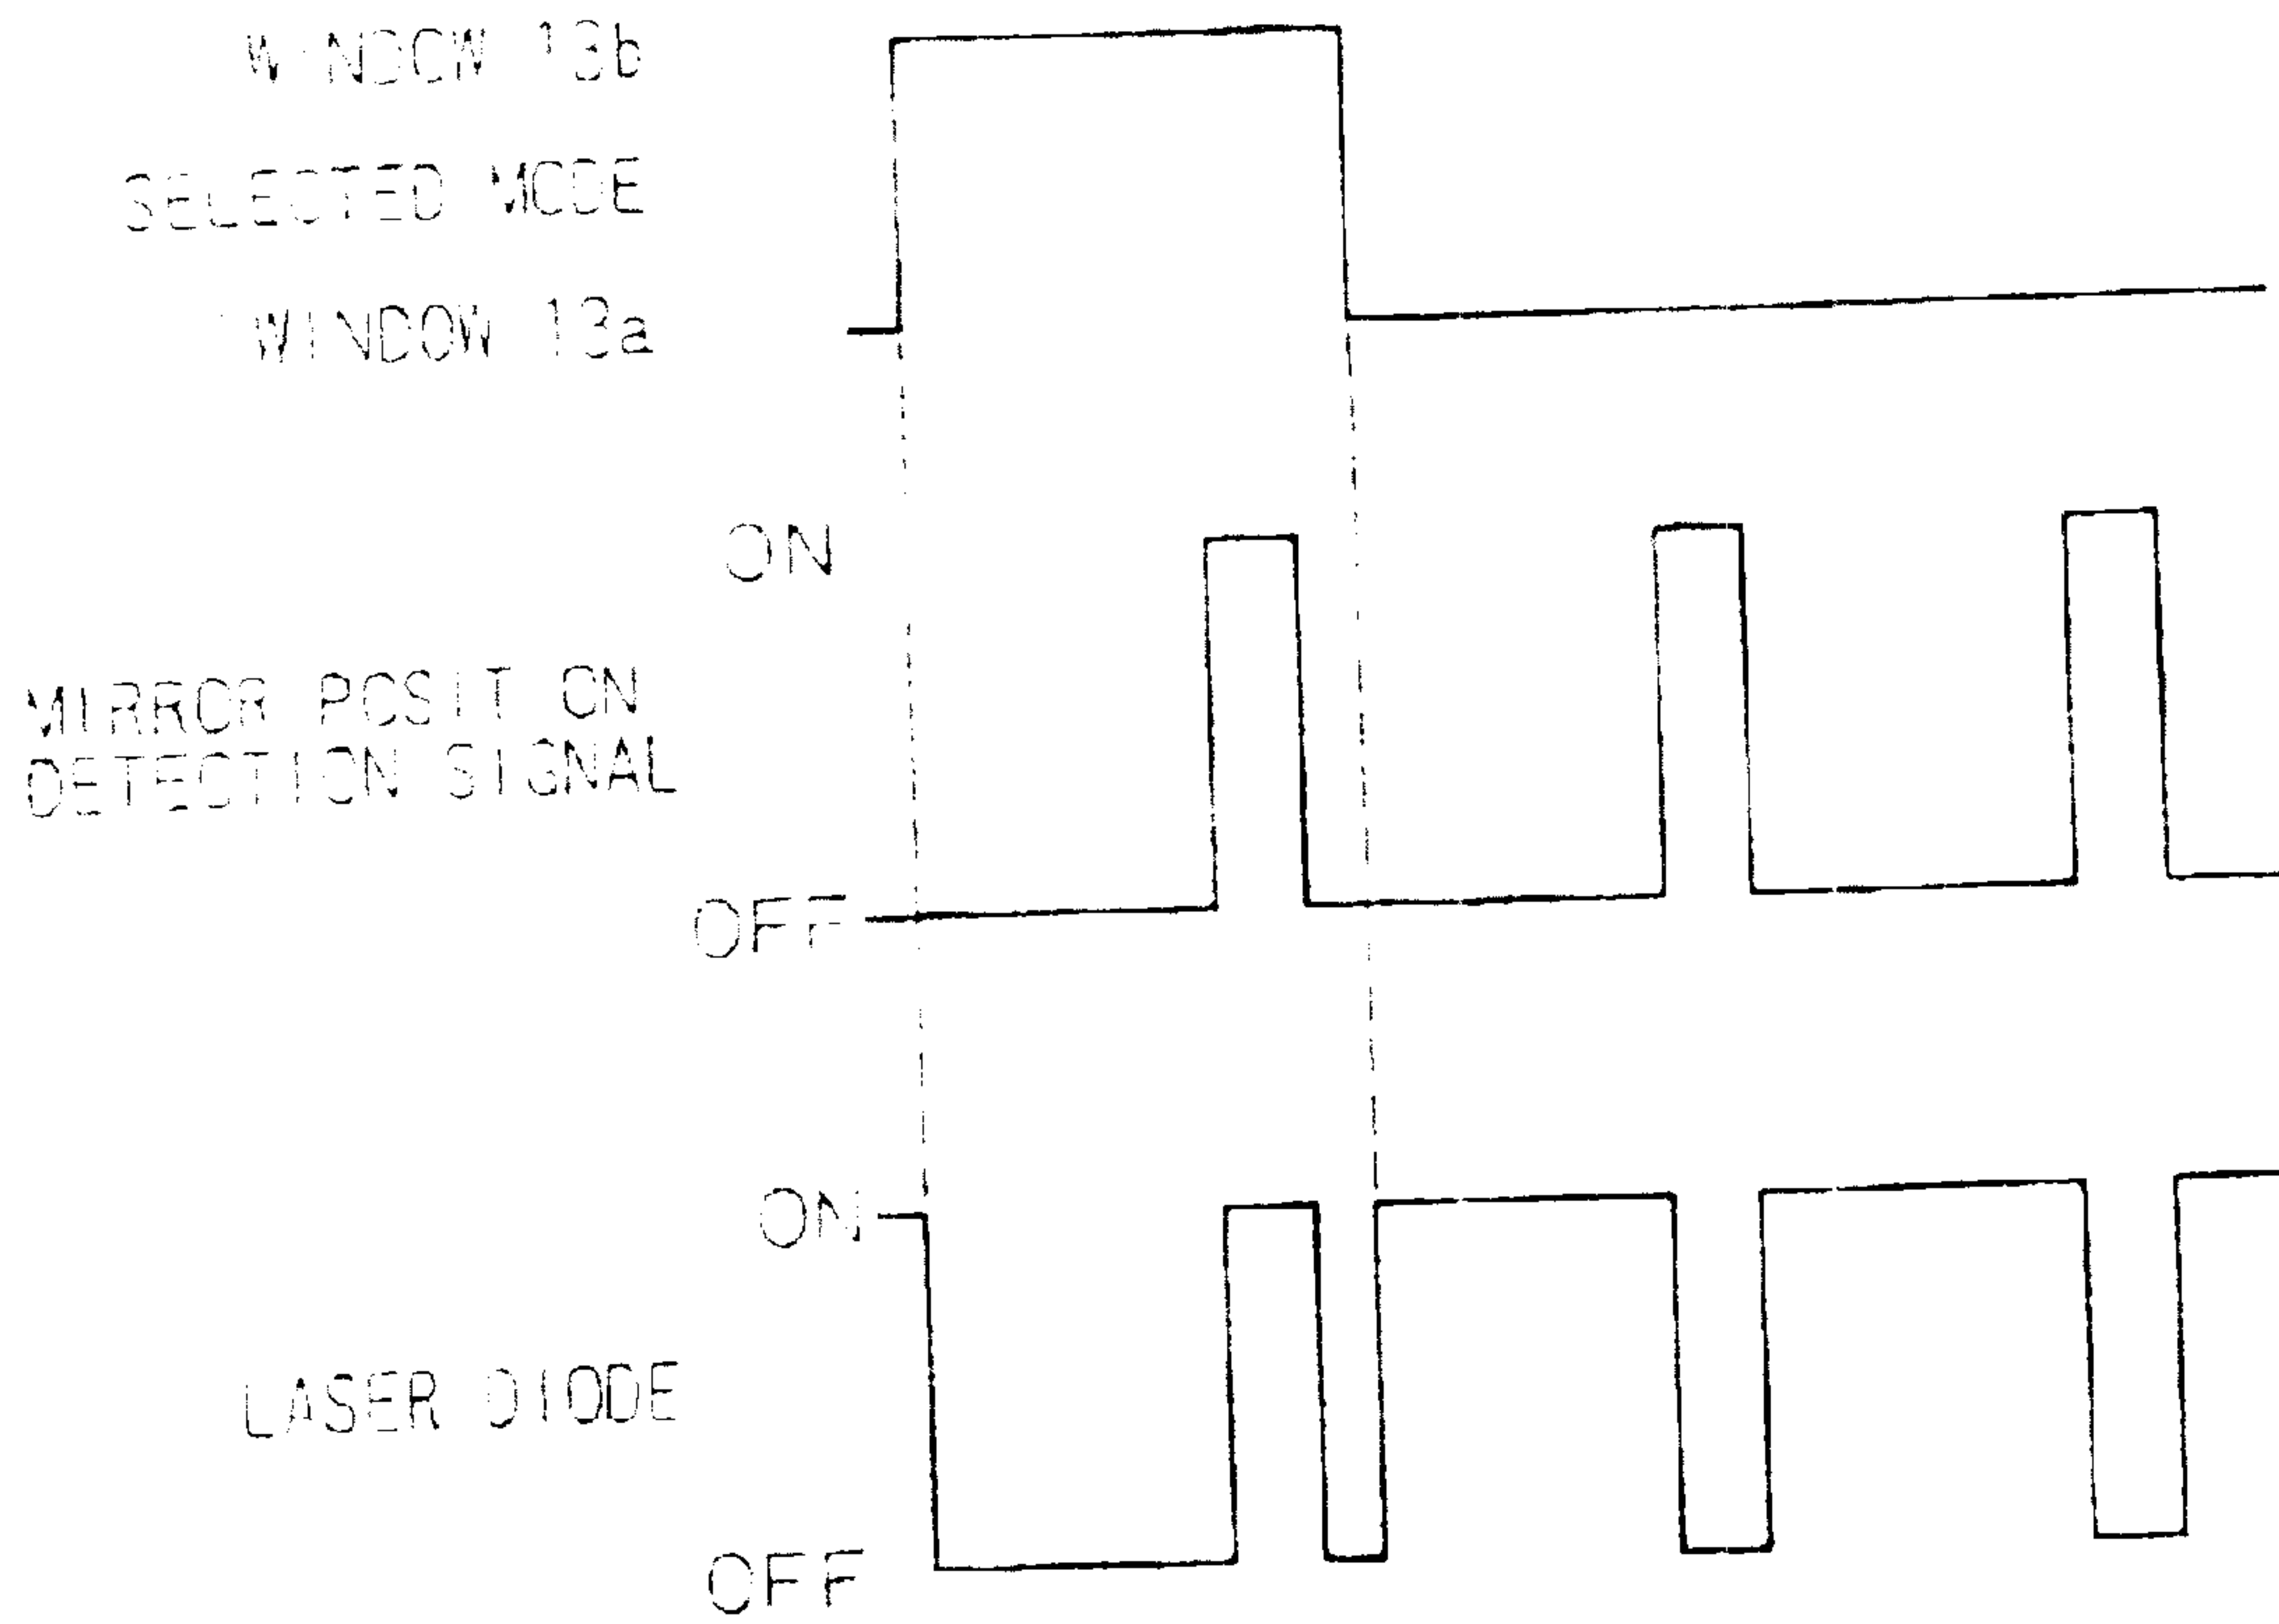 WINDOW 13b
SELECTED MODE
WINDOW 13a
ON
MIRROR POSITION
DETECTION SIGNAL
OFF
ON
LASER DIODE
OFF